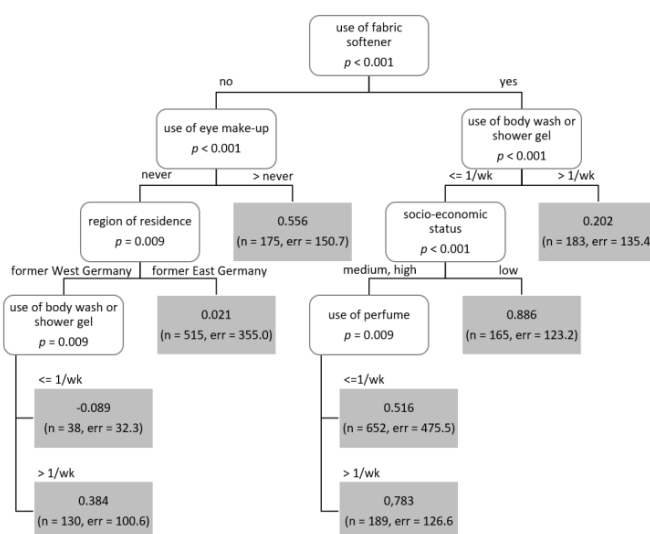 use of fabric
softener
p < 0.001
no
yes
use of eye make-up
p < 0.001
use of body wash or
shower gel
p < 0.001
never
> never
<= 1/wk
> 1/wk
region of residence
p = 0.009
0.556
(n = 175, err = 150.7)
socio-economic
status
p < 0.001
0.202
(n = 183, err = 135.4
former West Germany
former East Germany
medium, high
low
use of body wash or
shower gel
p = 0.009
0.021
(n = 515, err = 355.0)
use of perfume
p = 0.009
0.886
(n = 165, err = 123.2)
<= 1/wk
-0.089
(n = 38, err = 32.3)
<=1/wk
0.516
(n = 652, err = 475.5)
> 1/wk
0.384
(n = 130, err = 100.6)
> 1/wk
0,783
(n = 189, err = 126.6